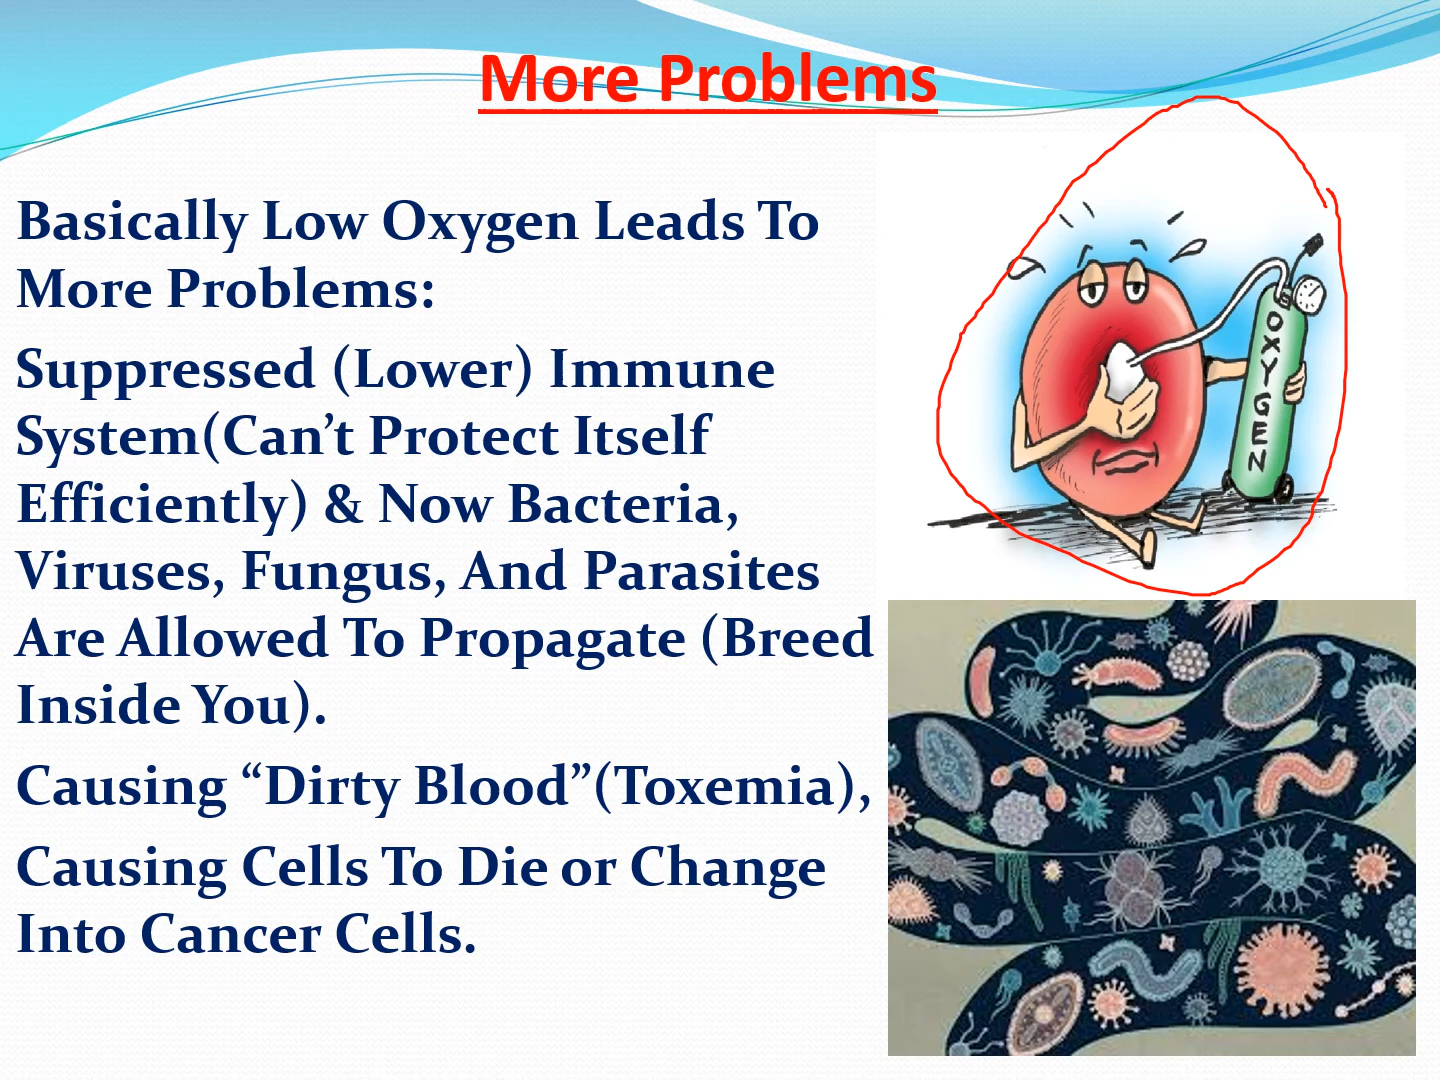 More Problems
Basically Low Oxygen Leads To
More Problems:
Suppressed (Lower) Immune
System(Can’t Protect Itself
Efficiently) & Now Bacteria,
Viruses, Fungus, And Parasites
Are Allowed To Propagate (Breed
Inside You).
Causing “Dirty Blood”(Toxemia),
Causing Cells To Die or Change
Into Cancer Cells.
OXYGEN